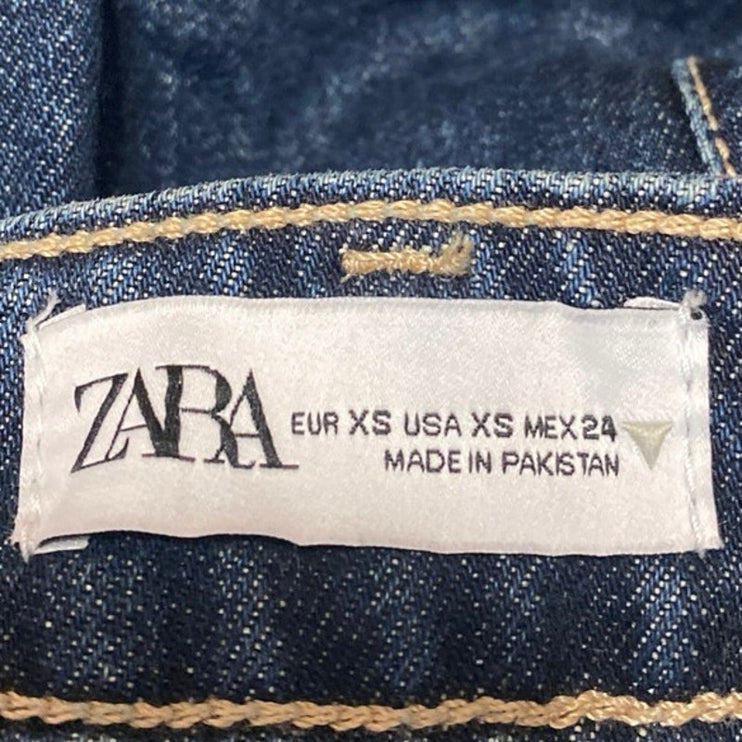 ZARA
EUR XS USA XS MEX 24
MADE IN PAKISTAN